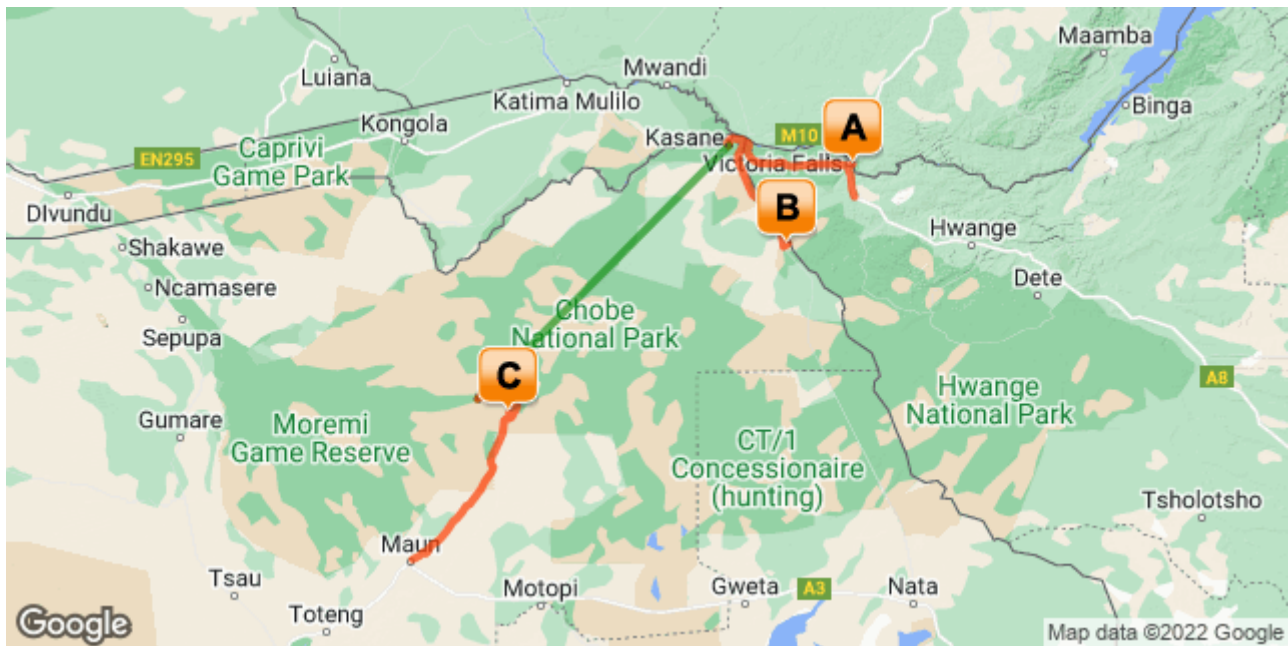 Maamba
Luiana
Mwandi
Katima Mulilo
Binga
Kongola
Kasane
M10
A
EN295
Caprivi
Game Park
Victoria Falls
DIvundu
B
Shakawe
Hwange
Ncamasere
Dete
Sepupa
Chobe
National Park
C
A8
Hwange
National Park
Gumare
Moremi
Game Reserve
CT/1
Concessionaire
(hunting)
Tsholotsho
Maun
Tsau
Motopi
Gweta
A3
Nata
Toteng
Google
Map data ©2022 Google